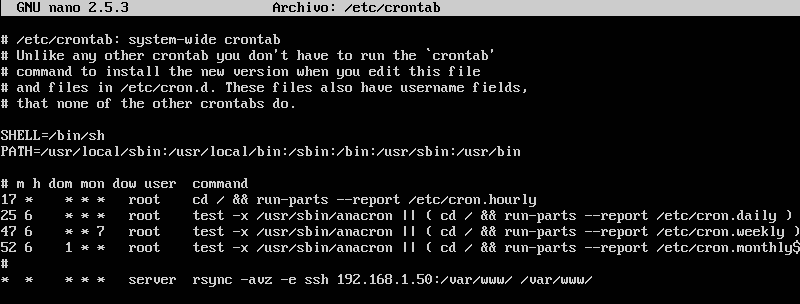 GNU nano 2.5.3 Archivo: /etc/crontab
# /etc/crontab: system-wide crontab
# Unlike any other crontab you don't have to run the `crontab'
# command to install the new version when you edit this file
# and files in /etc/cron.d. These files also have username fields,
# that none of the other crontabs do.
SHELL=/bin/sh
PATH=/usr/local/sbin:/usr/local/bin:/sbin:/bin:/usr/sbin:/usr/bin
# m h dom mon dow user command
17 * * * * root cd / && run-parts --report /etc/cron.hourly
25 6 * * * root test -x /usr/sbin/anacron || ( cd / && run-parts --report /etc/cron.daily )
47 6 * * 7 root test -x /usr/sbin/anacron || ( cd / && run-parts --report /etc/cron.weekly )
52 6 1 * * root test -x /usr/sbin/anacron || ( cd / && run-parts --report /etc/cron.monthly$
#
* * * * * server rsync -avz -e ssh 192.168.1.50:/var/www/ /var/www/